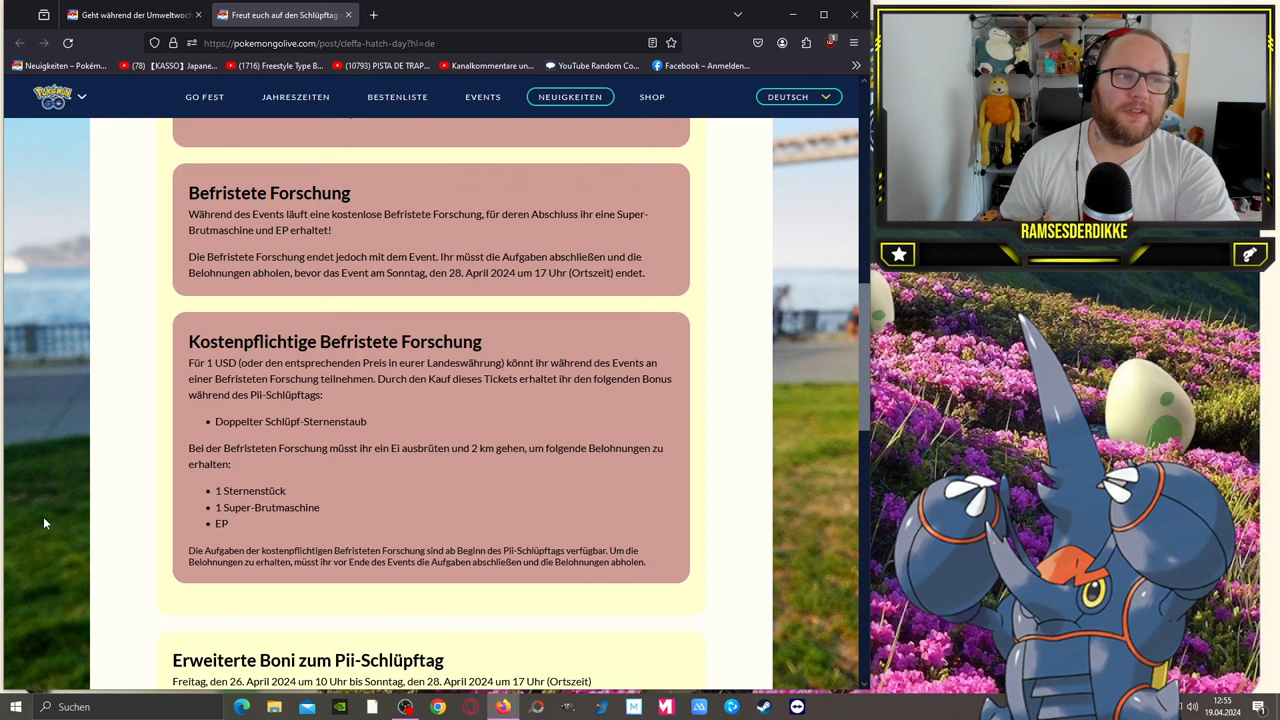 Geht während der Umweltwoch
Freut euch auf den Schlüpftag
https://pokemongolive.com/post/cleffa-hatch-day?hl=de
1
Neuigkeiten – Pokém...
(78) 【KASSO】Japane...
(1716) Freestyle Type B...
(10793) PISTA DE TRAP...
Kanalkommentare un...
YouTube Random Co...
Facebook – Anmelden...
GO FEST
JAHRESZEITEN
BESTENLISTE
EVENTS
NEUIGKEITEN
SHOP
DEUTSCH
Befristete Forschung
Während des Events läuft eine kostenlose Befristete Forschung, für deren Abschluss ihr eine Super-
Brutmaschine und EP erhaltet!
Die Befristete Forschung endet jedoch mit dem Event. Ihr müsst die Aufgaben abschließen und die
Belohnungen abholen, bevor das Event am Sonntag, den 28. April 2024 um 17 Uhr (Ortszeit) endet.
Kostenpflichtige Befristete Forschung
Für 1 USD (oder den entsprechenden Preis in eurer Landeswährung) könnt ihr während des Events an
einer Befristeten Forschung teilnehmen. Durch den Kauf dieses Tickets erhaltet ihr den folgenden Bonus
während des Pii-Schlüpftags:
• Doppelter Schlüpf-Sternenstaub
Bei der Befristeten Forschung müsst ihr ein Ei ausbrüten und 2 km gehen, um folgende Belohnungen zu
erhalten:
• 1 Sternenstück
• 1 Super-Brutmaschine
• EP
Die Aufgaben der kostenpflichtigen Befristeten Forschung sind ab Beginn des Pii-Schlüpftags verfügbar. Um die
Belohnungen zu erhalten, müsst ihr vor Ende des Events die Aufgaben abschließen und die Belohnungen abholen.
Erweiterte Boni zum Pii-Schlüpftag
Freitag, den 26. April 2024 um 10 Uhr bis Sonntag, den 28. April 2024 um 17 Uhr (Ortszeit)
RAMSESDERDIKKE
Suchen
12:55
19.04.2024
1